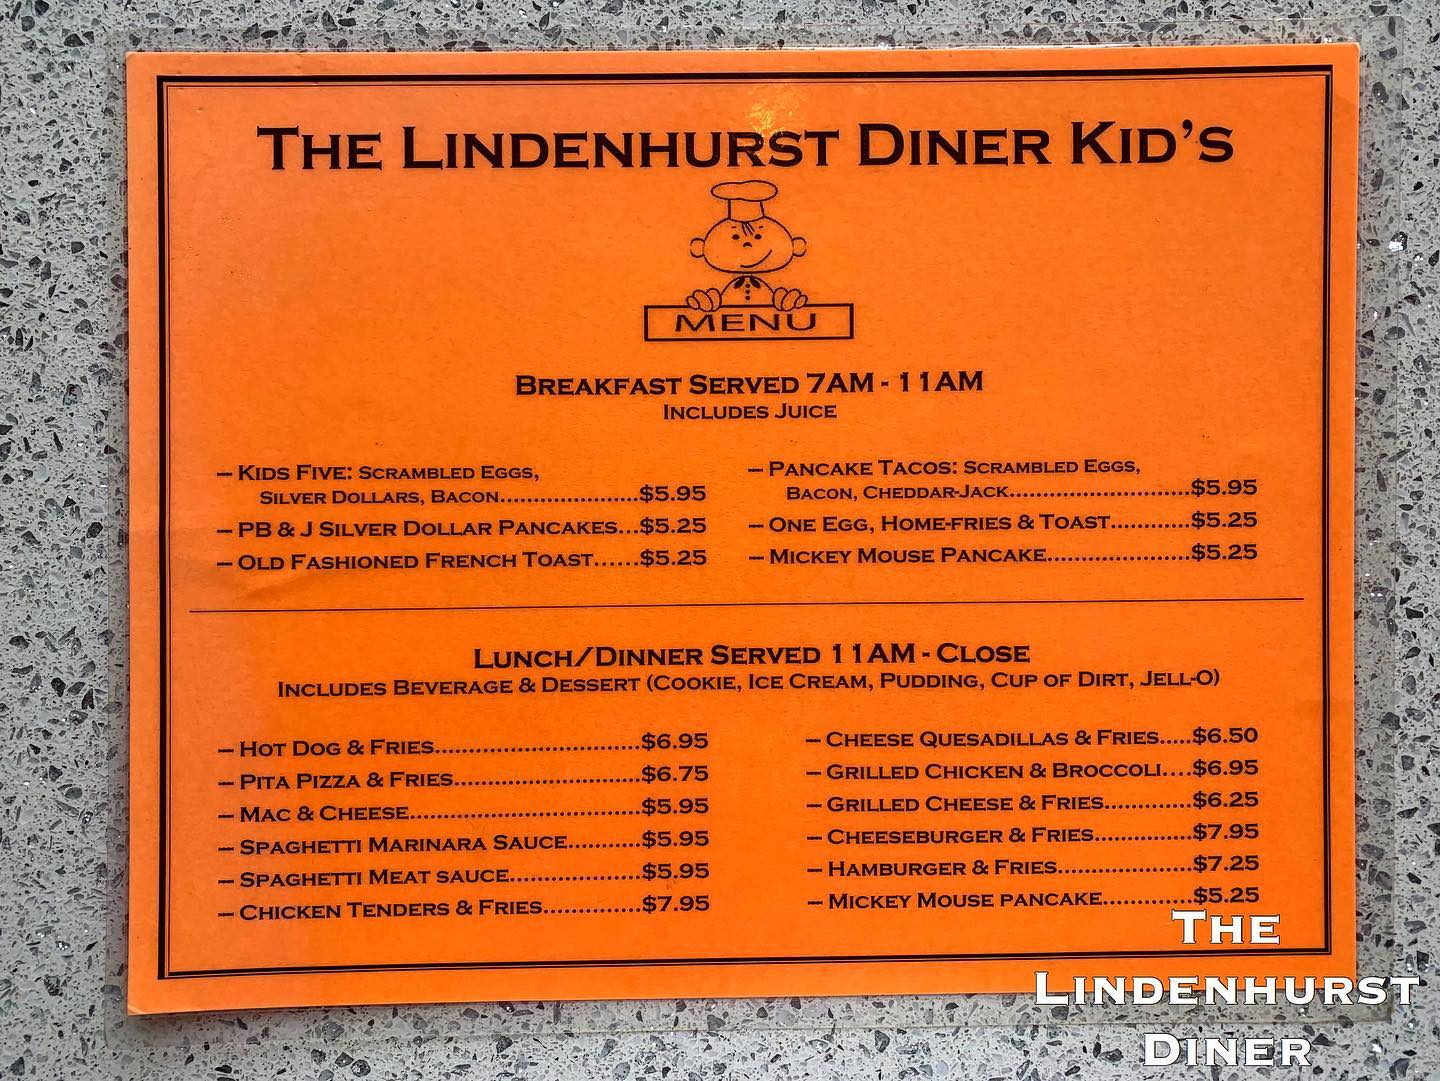 The Lindenhurst Diner Kid's
MENU
Breakfast Served 7AM - 11AM
Includes Juice
– Kids Five: Scrambled Eggs,
Silver Dollars, Bacon.....................$5.95
– PB & J Silver Dollar Pancakes...$5.25
– Old Fashioned French Toast......$5.25
– Pancake Tacos: Scrambled Eggs,
Bacon, Cheddar-Jack...........................$5.95
– One Egg, Home-fries & Toast............$5.25
– Mickey Mouse Pancake......................$5.25
Lunch/Dinner Served 11AM - Close
Includes Beverage & Dessert (Cookie, Ice Cream, Pudding, Cup of Dirt, Jell-O)
– Hot Dog & Fries...............................$6.95
– Pita Pizza & Fries............................$6.75
– Mac & Cheese...................................$5.95
– Spaghetti Marinara Sauce...........$5.95
– Spaghetti Meat sauce....................$5.95
– Chicken Tenders & Fries...............$7.95
– Cheese Quesadillas & Fries.....$6.50
– Grilled Chicken & Broccoli....$6.95
– Grilled Cheese & Fries.............$6.25
– Cheeseburger & Fries...............$7.95
– Hamburger & Fries....................$7.25
– Mickey Mouse pancake..............$5.25
The
Lindenhurst
Diner